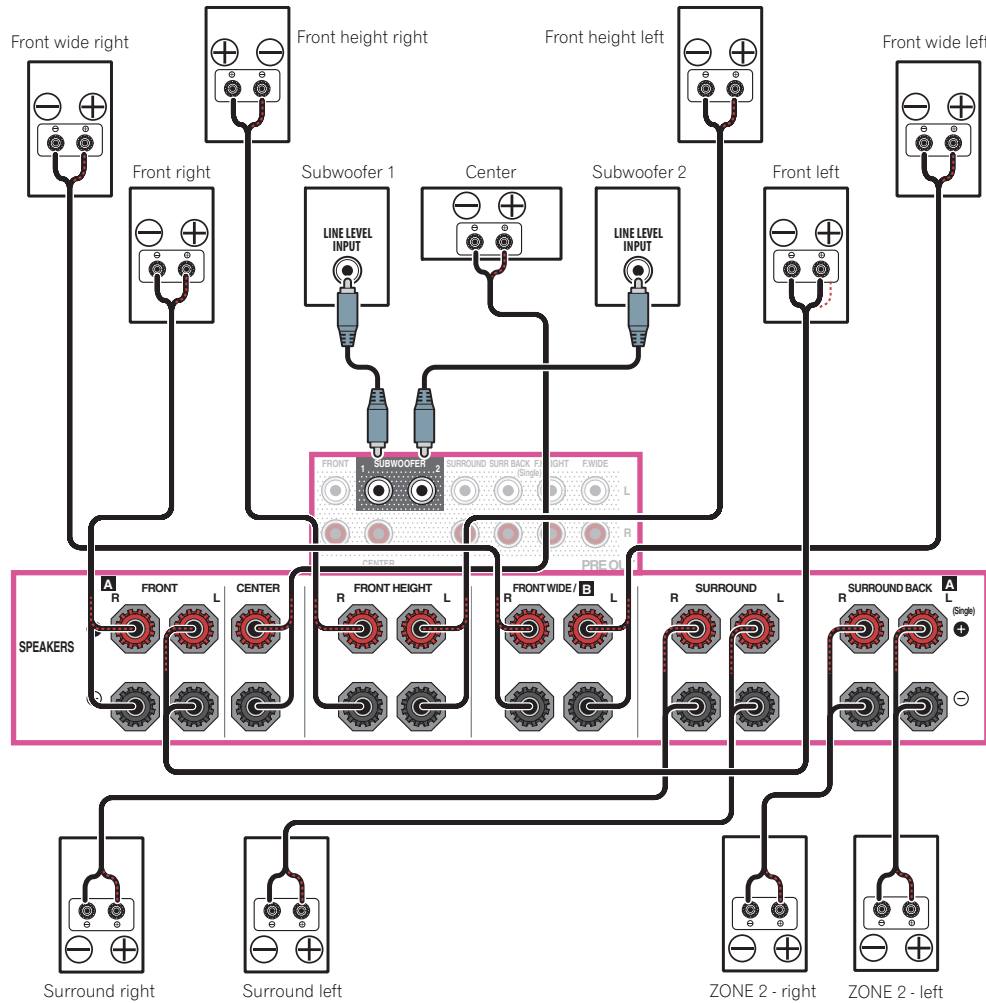 Front wide right
Front height right
Front height left
Front wide left
Front right
Subwoofer 1
Center
Subwoofer 2
Front left
LINE LEVEL
INPUT
LINE LEVEL
INPUT
FRONT
SUBWOOFER
1
2
SURROUND
SURR BACK
(Single)
F.WIDE
L
R
CENTER
PRE OU
A
FRONT
R
L
CENTER
FRONT HEIGHT
R
L
FRONT WIDE / B
R
L
SURROUND
R
L
SURROUND BACK A
R
L
(Single)
SPEAKERS
Surround right
Surround left
ZONE 2 - right
ZONE 2 - left